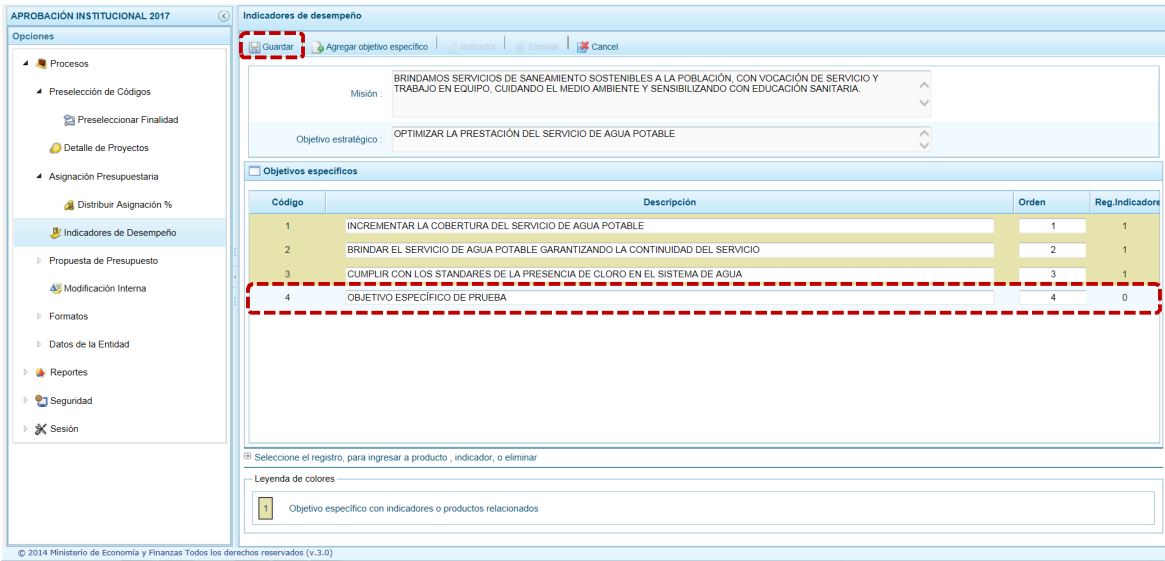 APROBACIÓN INSTITUCIONAL 2017
Opciones
Procesos
Preselección de Códigos
Preseleccionar Finalidad
Detalle de Proyectos
Asignación Presupuestaria
Distribuir Asignación %
Indicadores de Desempeño
Propuesta de Presupuesto
Modificación Interna
Formatos
Datos de la Entidad
Reportes
Seguridad
Sesión
Indicadores de desempeño
Guardar Agregar objetivo específico Indicador Eliminar Cancel
Misión : BRINDAMOS SERVICIOS DE SANEAMIENTO SOSTENIBLES A LA POBLACIÓN, CON VOCACIÓN DE SERVICIO Y
TRABAJO EN EQUIPO, CUIDANDO EL MEDIO AMBIENTE Y SENSIBILIZANDO CON EDUCACIÓN SANITARIA.
Objetivo estratégico : OPTIMIZAR LA PRESTACIÓN DEL SERVICIO DE AGUA POTABLE
Objetivos específicos
Código Descripción Orden Reg.Indicadore
1 INCREMENTAR LA COBERTURA DEL SERVICIO DE AGUA POTABLE 1 1
2 BRINDAR EL SERVICIO DE AGUA POTABLE GARANTIZANDO LA CONTINUIDAD DEL SERVICIO 2 1
3 CUMPLIR CON LOS STANDARES DE LA PRESENCIA DE CLORO EN EL SISTEMA DE AGUA 3 1
4 OBJETIVO ESPECÍFICO DE PRUEBA 4 0
Seleccione el registro, para ingresar a producto , indicador, o eliminar
Leyenda de colores
1 Objetivo específico con indicadores o productos relacionados
© 2014 Ministerio de Economía y Finanzas Todos los derechos reservados (v.3.0)